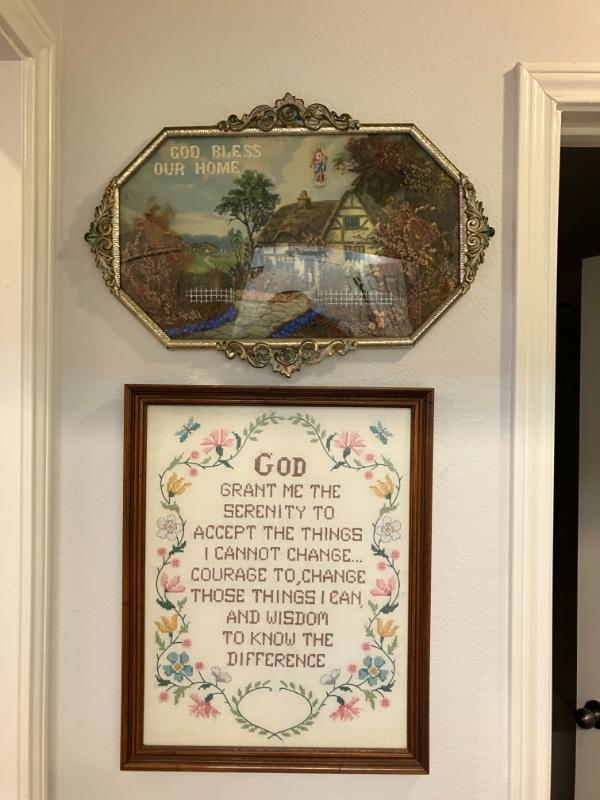 GOD BLESS
OUR HOME
GOD
GRANT ME THE
SERENITY TO
ACCEPT THE THINGS
I CANNOT CHANGE...
COURAGE TO, CHANGE
THOSE THINGS I CAN,
AND WISDOM
TO KNOW THE
DIFFERENCE